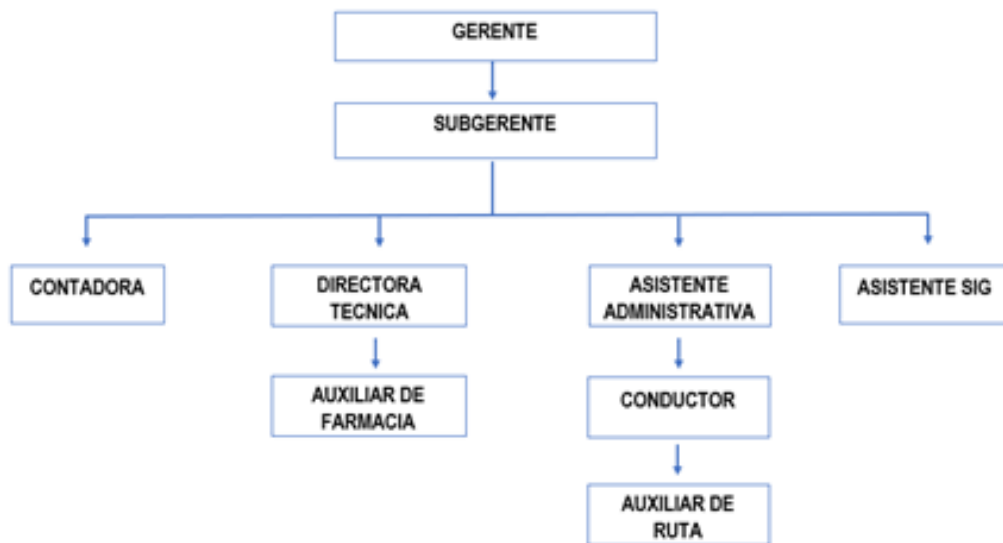 GERENTE
SUBGERENTE
CONTADORA
DIRECTORA
TECNICA
ASISTENTE
ADMINISTRATIVA
ASISTENTE SIG
AUXILIAR DE
FARMACIA
CONDUCTOR
AUXILIAR DE
RUTA